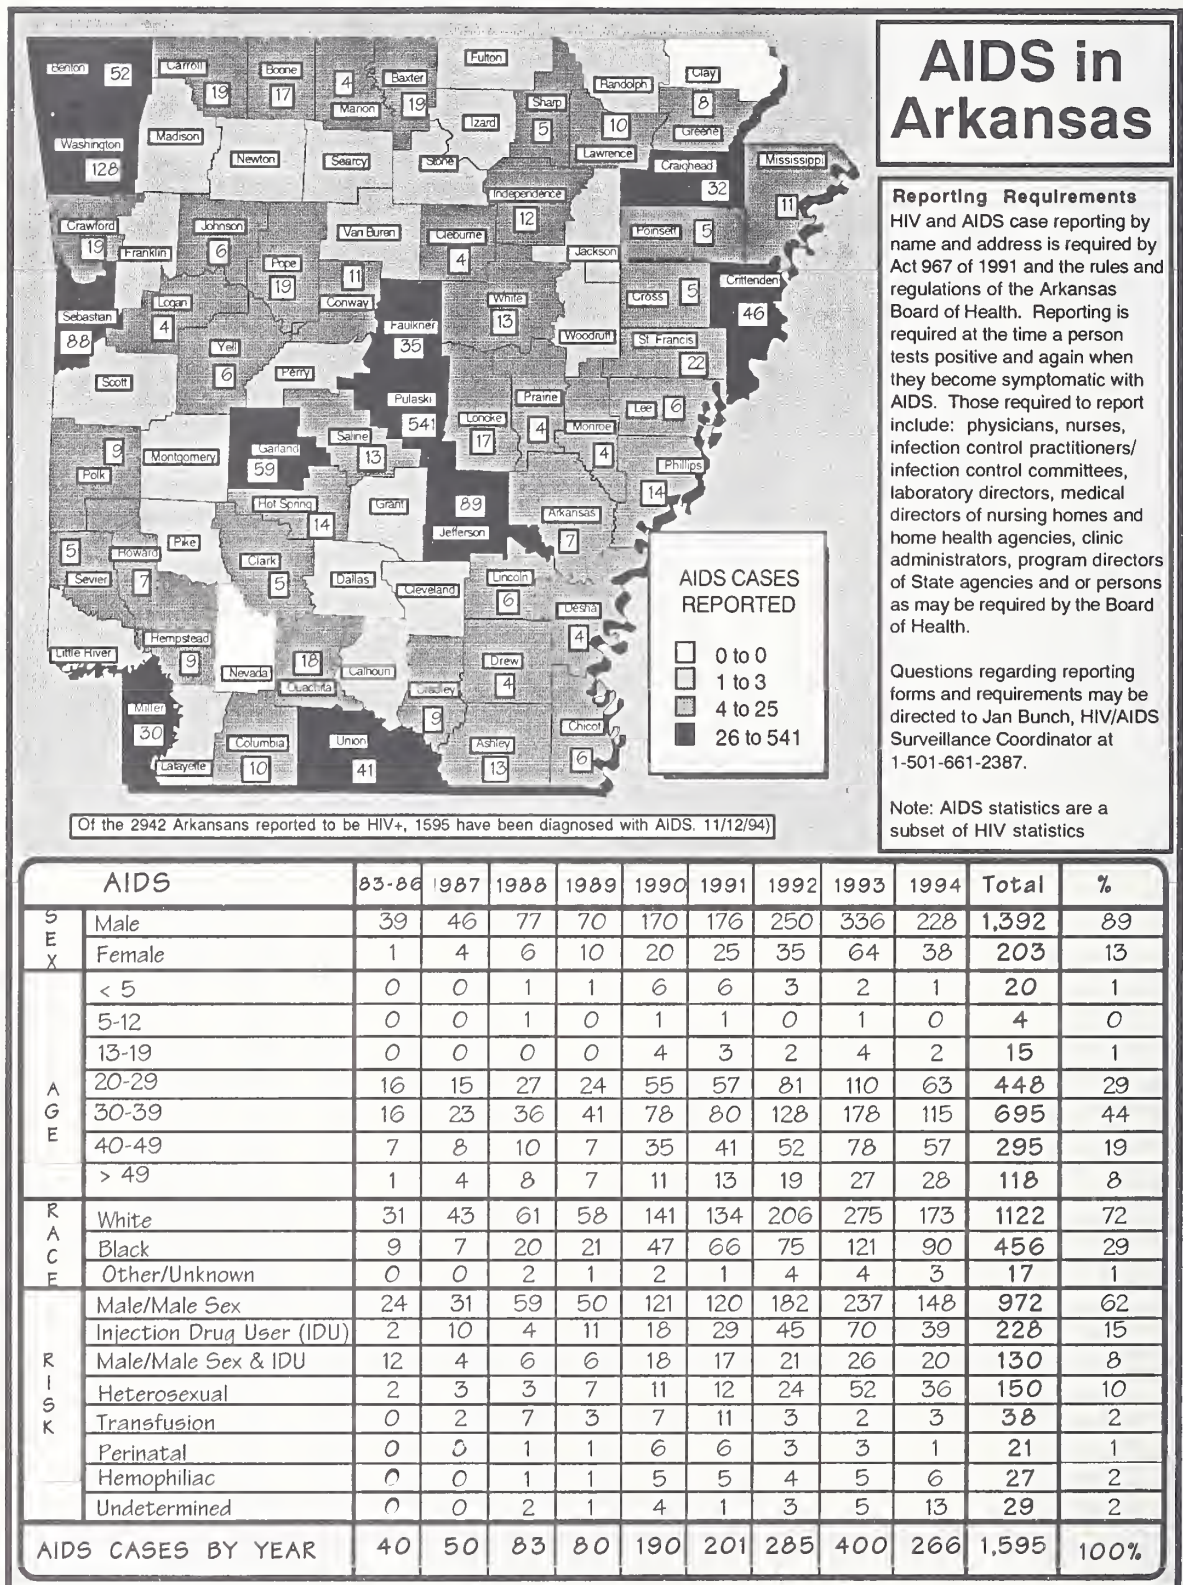 AIDS in
Arkansas
Reporting Requirements
HIV and AIDS case reporting by
name and address is required by
Act 967 of 1991 and the rules and
regulations of the Arkansas
Board of Health. Reporting is
required at the time a person
tests positive and again when
they become symptomatic with
AIDS. Those required to report
include: physicians, nurses,
infection control practitioners/
infection control committees,
laboratory directors, medical
directors of nursing homes and
home health agencies, clinic
administrators, program directors
of State agencies and or persons
as may be required by the Board
of Health.
Questions regarding reporting
forms and requirements may be
directed to Jan Bunch, HIV/AIDS
Surveillance Coordinator at
1-501-661-2387.
Note: AIDS statistics are a
subset of HIV statistics
Benton 52
Carroll 19
Boone 17
4 Marion
Baxter 19
Fulton
Sharp 5
Randolph
10 Lawrence
Clay
8 Greene
Washington 128
Madison
Newton
Searcy
Stone
Izard
Independence 12
Craighead 32
Mississippi 11
Crawford 19
Franklin
Johnson 6
Pope 19
Van Buren
11 Conway
Cleburne 4
Jackson
Poinsett 5
Sebastian 88
Logan 4
Yell 6
Perry
Faulkner 35
White 13
Woodruff
Cross 5
Crittenden 46
St. Francis 22
Scott
Garland 59
Saline 13
Pulaski 541
Lonoke 17
Prairie 4
Monroe 4
Lee 6
Phillips 14
9 Polk
Montgomery
Hot Spring 14
Grant
89 Jefferson
Arkansas 7
5 Sevier
Howard 7
Pike
Clark 5
Dallas
Cleveland
Lincoln 6
Desha 4
Little River
Hempstead 9
Nevada
18 Ouachita
Calhoun
Bradley 9
Drew 4
Miller 30
Lafayette
Columbia 10
Union 41
Ashley 13
Chicot 6
AIDS CASES
REPORTED
0 to 0
1 to 3
4 to 25
26 to 541
Of the 2942 Arkansans reported to be HIV+, 1595 have been diagnosed with AIDS. 11/12/94)
AIDS 83-86 1987 1988 1989 1990 1991 1992 1993 1994 Total %
SEX
Male 39 46 77 70 170 176 250 336 228 1,392 89
Female 1 4 6 10 20 25 35 64 38 203 13
AGE
< 5 0 0 1 1 6 6 3 2 1 20 1
5-12 0 0 1 0 1 1 0 1 0 4 0
13-19 0 0 0 0 4 3 2 4 2 15 1
20-29 16 15 27 24 55 57 81 110 63 448 29
30-39 16 23 36 41 78 80 128 178 115 695 44
40-49 7 8 10 7 35 41 52 78 57 295 19
> 49 1 4 8 7 11 13 19 27 28 118 8
RACE
White 31 43 61 58 141 134 206 275 173 1122 72
Black 9 7 20 21 47 66 75 121 90 456 29
Other/Unknown 0 0 2 1 2 1 4 4 3 17 1
RISK
Male/Male Sex 24 31 59 50 121 120 182 237 148 972 62
Injection Drug User (IDU) 2 10 4 11 18 29 45 70 39 228 15
Male/Male Sex & IDU 12 4 6 6 18 17 21 26 20 130 8
Heterosexual 2 3 3 7 11 12 24 52 36 150 10
Transfusion 0 2 7 3 7 11 3 2 3 38 2
Perinatal 0 0 1 1 6 6 3 3 1 21 1
Hemophiliac 0 0 1 1 5 5 4 5 6 27 2
Undetermined 0 0 2 1 4 1 3 5 13 29 2
AIDS CASES BY YEAR 40 50 83 80 190 201 285 400 266 1,595 100%